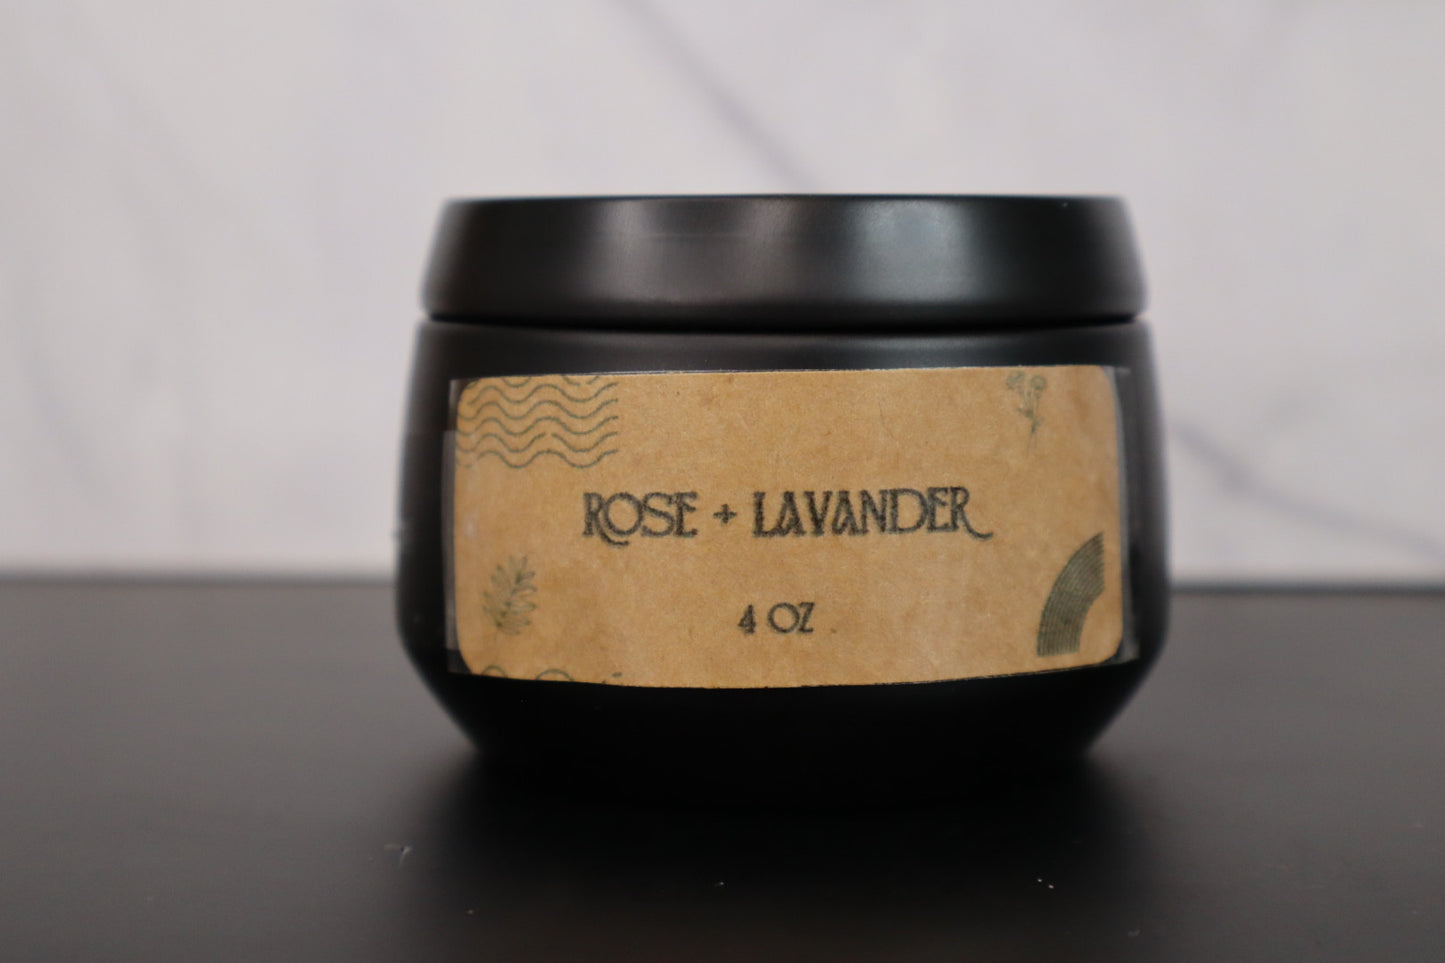 ROSE + LAVANDER
4 OZ